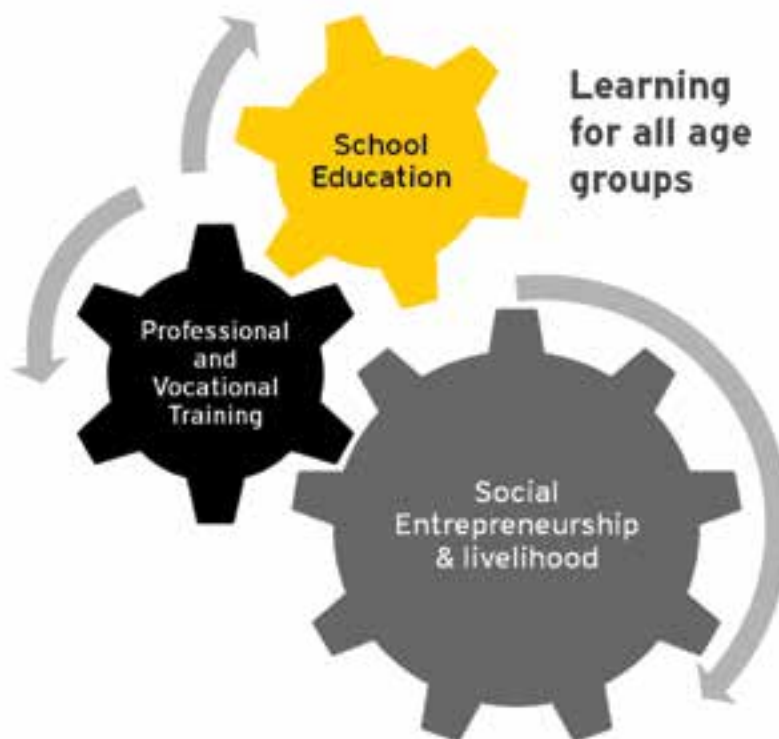 Learning
for all age
groups
School
Education
Professional
and
Vocational
Training
Social
Entrepreneurship
& livelihood